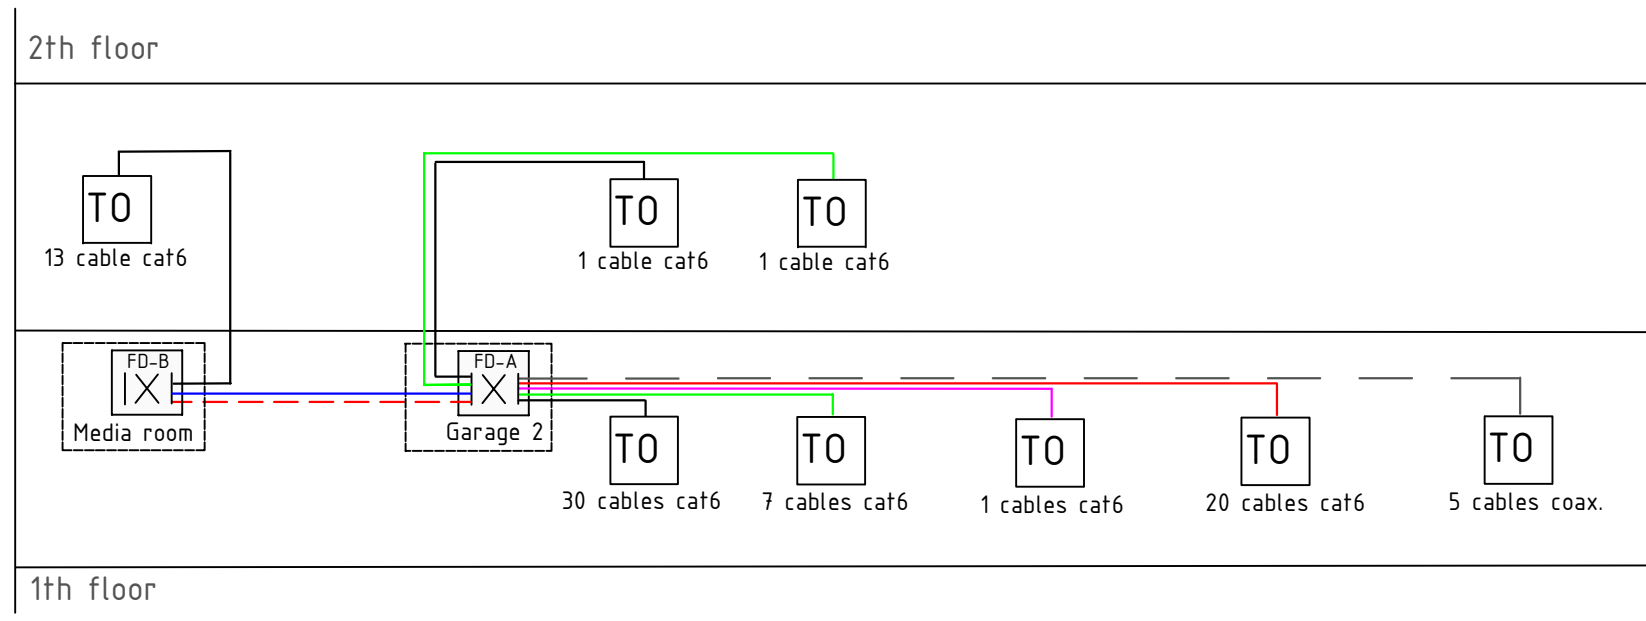 2th floor
TO
TO
TO
13 cable cat6
1 cable cat6
1 cable cat6
FD-B
FD-A
Media room
Garage 2
TO
TO
TO
TO
TO
30 cables cat6
7 cables cat6
1 cables cat6
20 cables cat6
5 cables coax.
1th floor